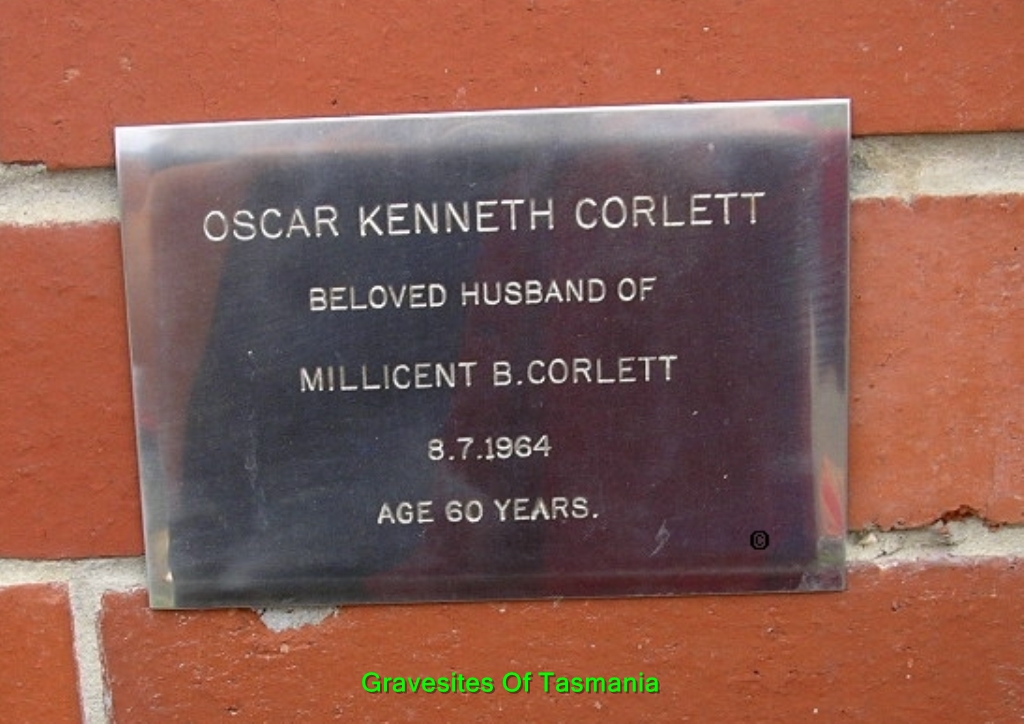 OSCAR KENNETH CORLETT
BELOVED HUSBAND OF
MILLICENT B. CORLETT
8.7.1964
AGE 60 YEARS.
©
Gravesites Of Tasmania